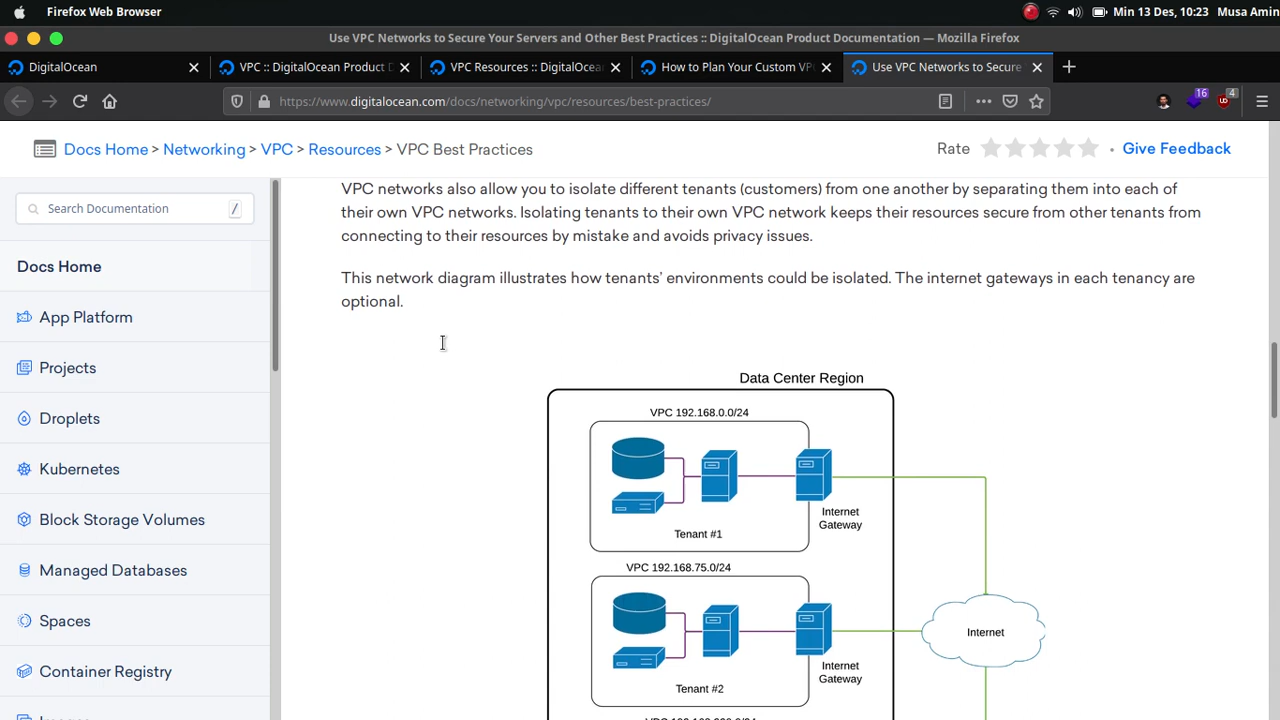 Firefox Web Browser
Min 13 Des, 10:23 Musa Amin
Use VPC Networks to Secure Your Servers and Other Best Practices :: DigitalOcean Product Documentation — Mozilla Firefox
DigitalOcean
VPC :: DigitalOcean Product D
VPC Resources :: DigitalOcea
How to Plan Your Custom VP
Use VPC Networks to Secure
https://www.digitalocean.com/docs/networking/vpc/resources/best-practices/
16
4
Docs Home > Networking > VPC > Resources > VPC Best Practices
Rate
Give Feedback
Search Documentation /
Docs Home
App Platform
Projects
Droplets
Kubernetes
Block Storage Volumes
Managed Databases
Spaces
Container Registry
VPC networks also allow you to isolate different tenants (customers) from one another by separating them into each of
their own VPC networks. Isolating tenants to their own VPC network keeps their resources secure from other tenants from
connecting to their resources by mistake and avoids privacy issues.
This network diagram illustrates how tenants’ environments could be isolated. The internet gateways in each tenancy are
optional.
Data Center Region
VPC 192.168.0.0/24
Internet
Gateway
Tenant #1
VPC 192.168.75.0/24
Internet
Internet
Gateway
Tenant #2